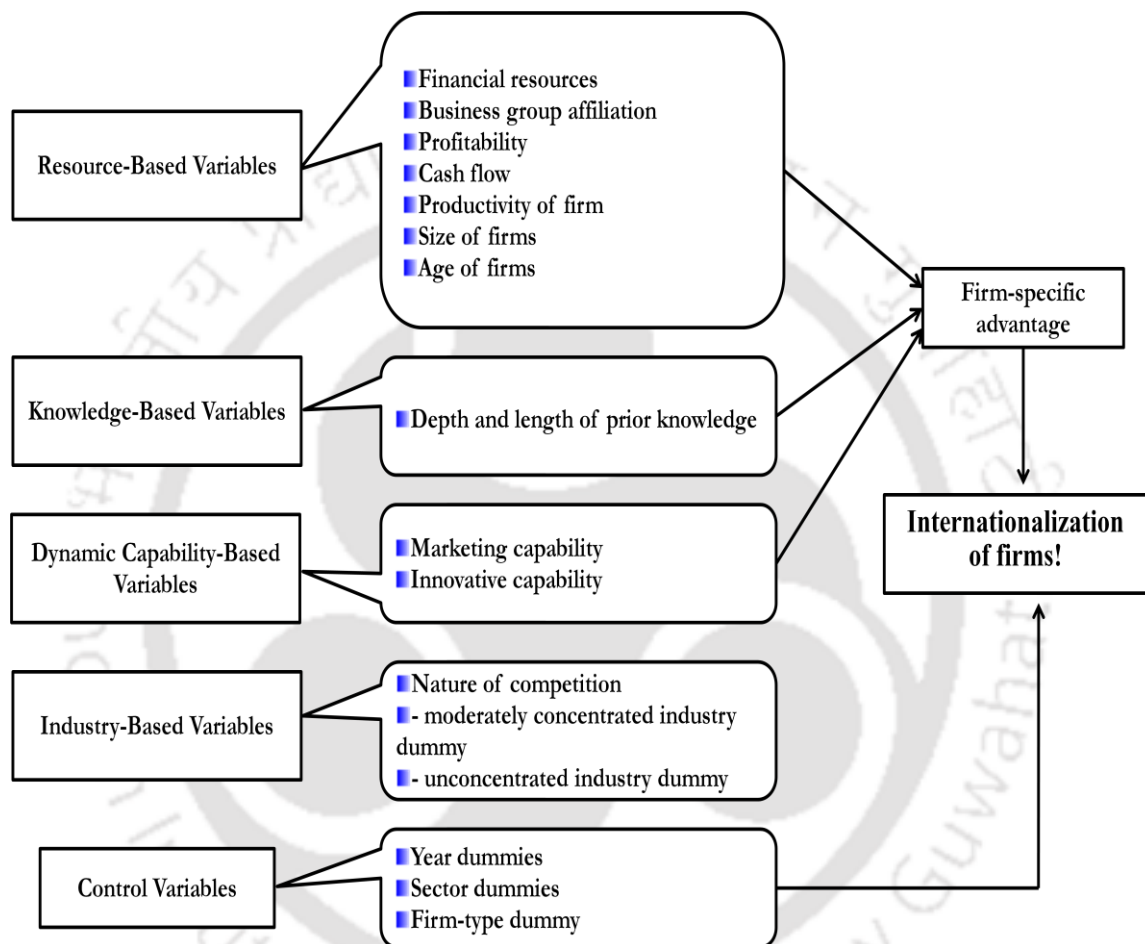 Resource-Based Variables
Financial resources
Business group affiliation
Profitability
Cash flow
Productivity of firm
Size of firms
Age of firms
Firm-specific
advantage
Knowledge-Based Variables
Depth and length of prior knowledge
Internationalization
of firms!
Dynamic Capability-Based
Variables
Marketing capability
Innovative capability
Industry-Based Variables
Nature of competition
- moderately concentrated industry
dummy
- unconcentrated industry dummy
Control Variables
Year dummies
Sector dummies
Firm-type dummy
Guwahat